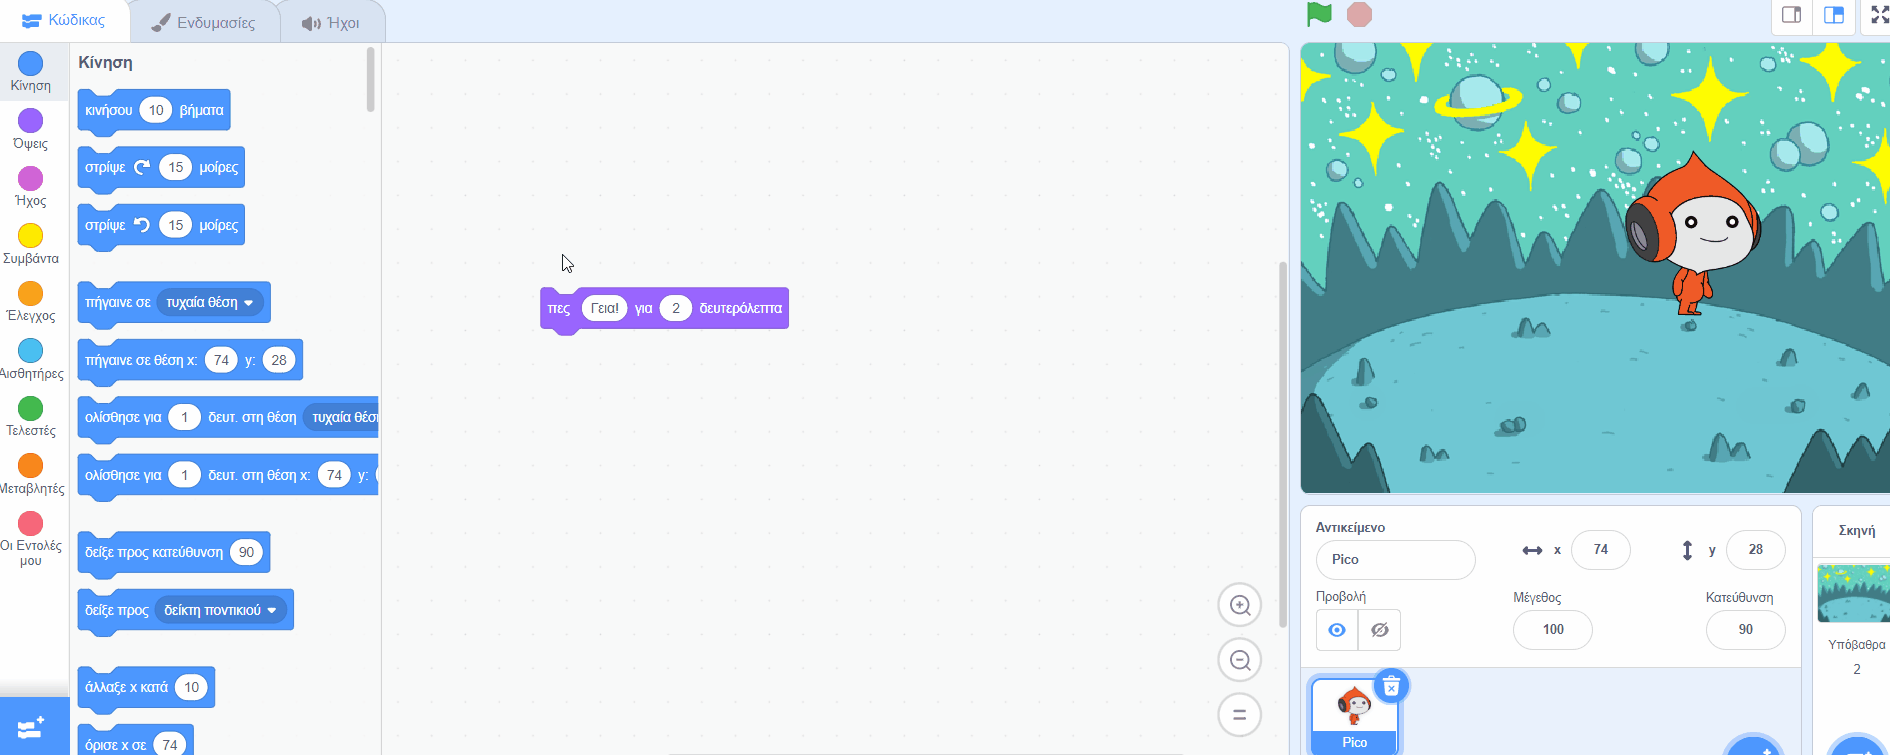 Κώδικας
Ενδυμασίες
Ήχοι
Κίνηση
Όψεις
Ήχος
Συμβάντα
Έλεγχος
Αισθητήρες
Τελεστές
Μεταβλητές
Οι Εντολές
μου
Κίνηση
κινήσου 10 βήματα
στρίψε 15 μοίρες
στρίψε 15 μοίρες
πήγαινε σε τυχαία θέση
πήγαινε σε θέση x: 74 y: 28
ολίσθησε για 1 δευτ. στη θέση τυχαία
ολίσθησε για 1 δευτ. στη θέση x: 74 y:
δείξε προς κατεύθυνση 90
δείξε προς δείκτη ποντικιού
άλλαξε x κατά 10
όρισε x σε 74
πες Γεια! για 2 δευτερόλεπτα
Αντικείμενο
Pico
x 74
y 28
Προβολή
Μέγεθος
100
Κατεύθυνση
90
Pico
Σκηνή
Υπόβαθρα
2